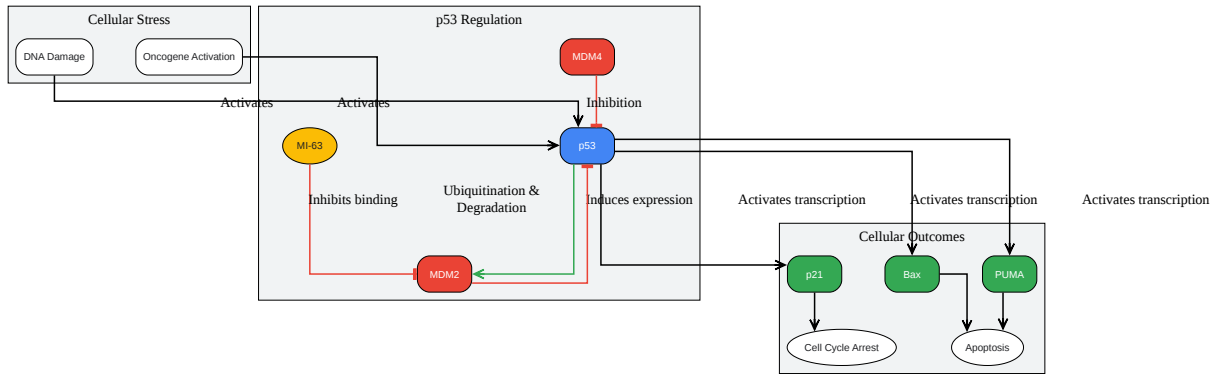 Cellular Stress
p53 Regulation
DNA Damage
Oncogene Activation
MDM4
Activates
Activates
Inhibition
MI-63
p53
Inhibits binding
Ubiquitination &
Degradation
Induces expression
Activates transcription
Activates transcription
Activates transcription
Cellular Outcomes
MDM2
p21
Bax
PUMA
Cell Cycle Arrest
Apoptosis